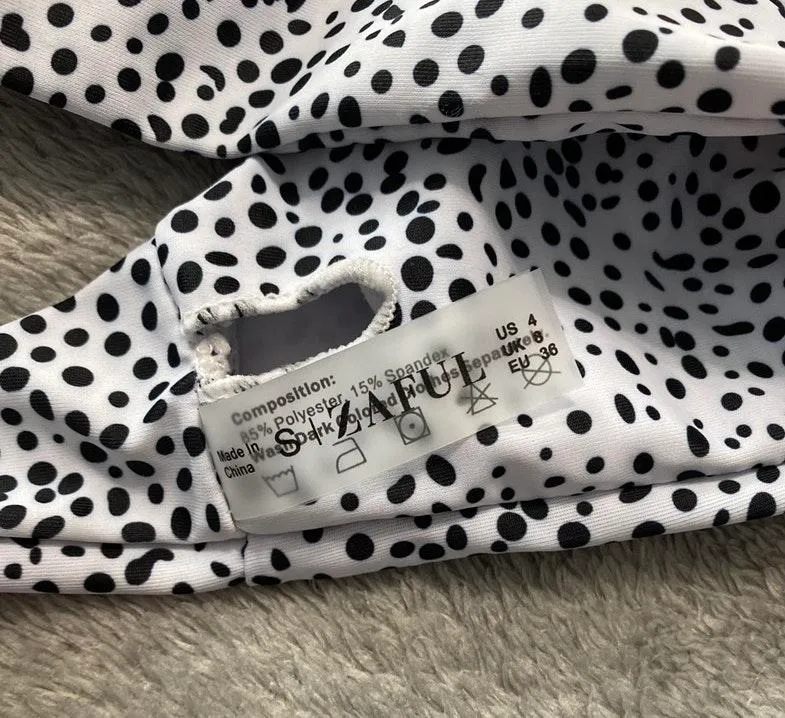 Composition:
85% Polyester, 15% Spandex
Wash Dark Colored Clothes Separately.
Made In
China
S | ZAFUL
US 4
UK 8
EU 36